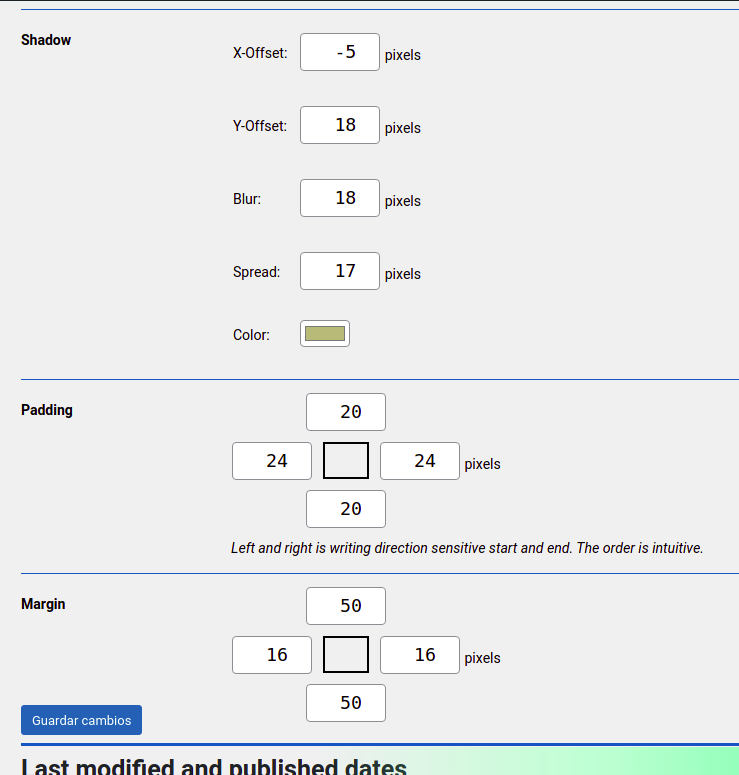 Shadow
X-Offset: -5 pixels
Y-Offset: 18 pixels
Blur: 18 pixels
Spread: 17 pixels
Color:
Padding
20
24 24 pixels
20
Left and right is writing direction sensitive start and end. The order is intuitive.
Margin
50
16 16 pixels
50
Guardar cambios
Last modified and published dates